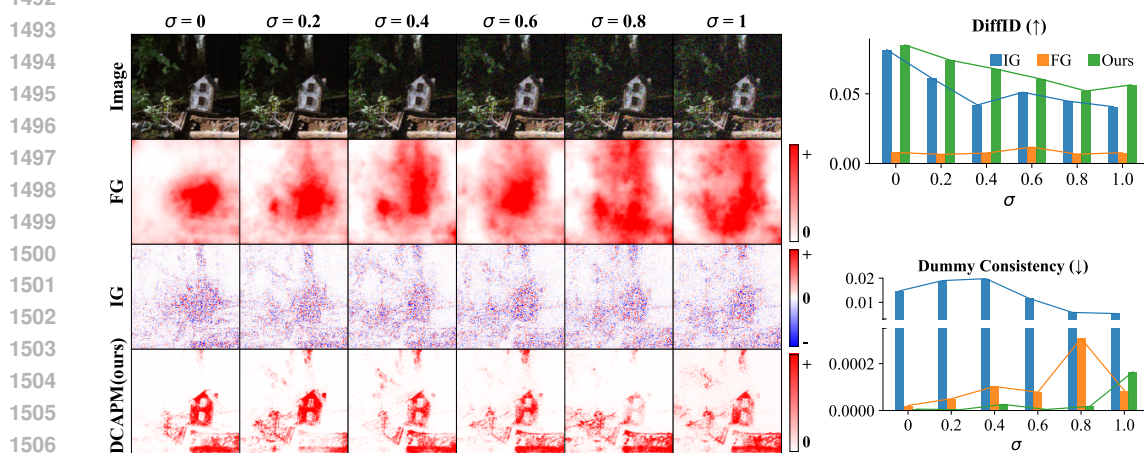 1492
1493
1494
1495
1496
1497
1498
1499
1500
1501
1502
1503
1504
1505
1506
σ = 0 σ = 0.2 σ = 0.4 σ = 0.6 σ = 0.8 σ = 1
Image
FG
+
0
IG
+
0
-
DCAPM(ours)
+
0
DiffID (↑)
IG FG Ours
0.05
0.00
0 0.2 0.4 0.6 0.8 1.0
σ
Dummy Consistency (↓)
0.02
0.01
0.0002
0.0000
0 0.2 0.4 0.6 0.8 1.0
σ